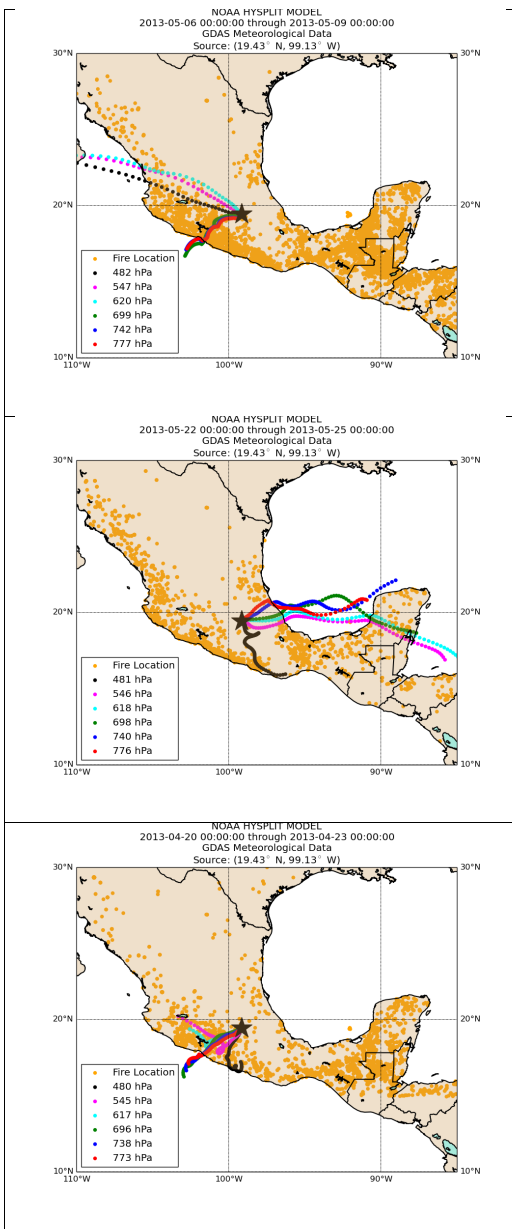 NOAA HYSPLIT MODEL
2013-05-06 00:00:00 through 2013-05-09 00:00:00
GDAS Meteorological Data
Source: (19.43° N, 99.13° W)
30°N 30°N
20°N 20°N
Fire Location
482 hPa
547 hPa
620 hPa
699 hPa
742 hPa
777 hPa
10°N 10°N
110°W 100°W 90°W
NOAA HYSPLIT MODEL
2013-05-22 00:00:00 through 2013-05-25 00:00:00
GDAS Meteorological Data
Source: (19.43° N, 99.13° W)
30°N 30°N
20°N 20°N
Fire Location
481 hPa
546 hPa
618 hPa
698 hPa
740 hPa
776 hPa
10°N 10°N
110°W 100°W 90°W
NOAA HYSPLIT MODEL
2013-04-20 00:00:00 through 2013-04-23 00:00:00
GDAS Meteorological Data
Source: (19.43° N, 99.13° W)
30°N 30°N
20°N 20°N
Fire Location
480 hPa
545 hPa
617 hPa
696 hPa
738 hPa
773 hPa
10°N 10°N
110°W 100°W 90°W